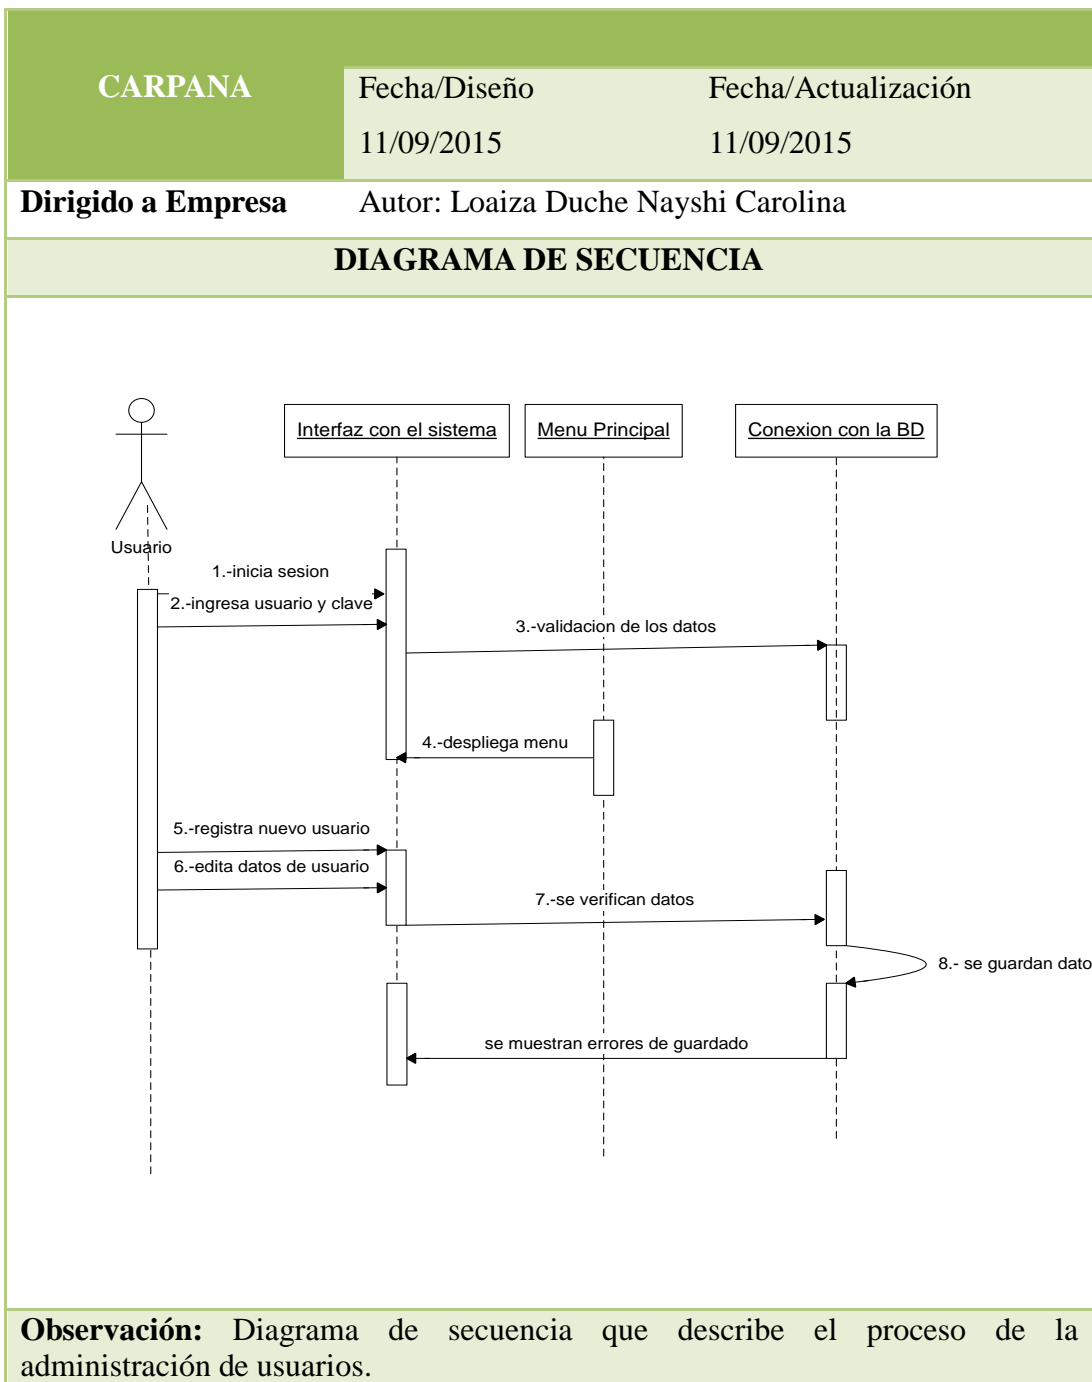 CARPANA
Fecha/Diseño Fecha/Actualización
11/09/2015 11/09/2015
Dirigido a Empresa Autor: Loaiza Duche Nayshi Carolina
DIAGRAMA DE SECUENCIA
Interfaz con el sistema Menu Principal Conexion con la BD
Usuario
1.-inicia sesion
2.-ingresa usuario y clave
3.-validacion de los datos
4.-despliega menu
5.-registra nuevo usuario
6.-edita datos de usuario
7.-se verifican datos
8.- se guardan dato
se muestran errores de guardado
Observación: Diagrama de secuencia que describe el proceso de la
administración de usuarios.